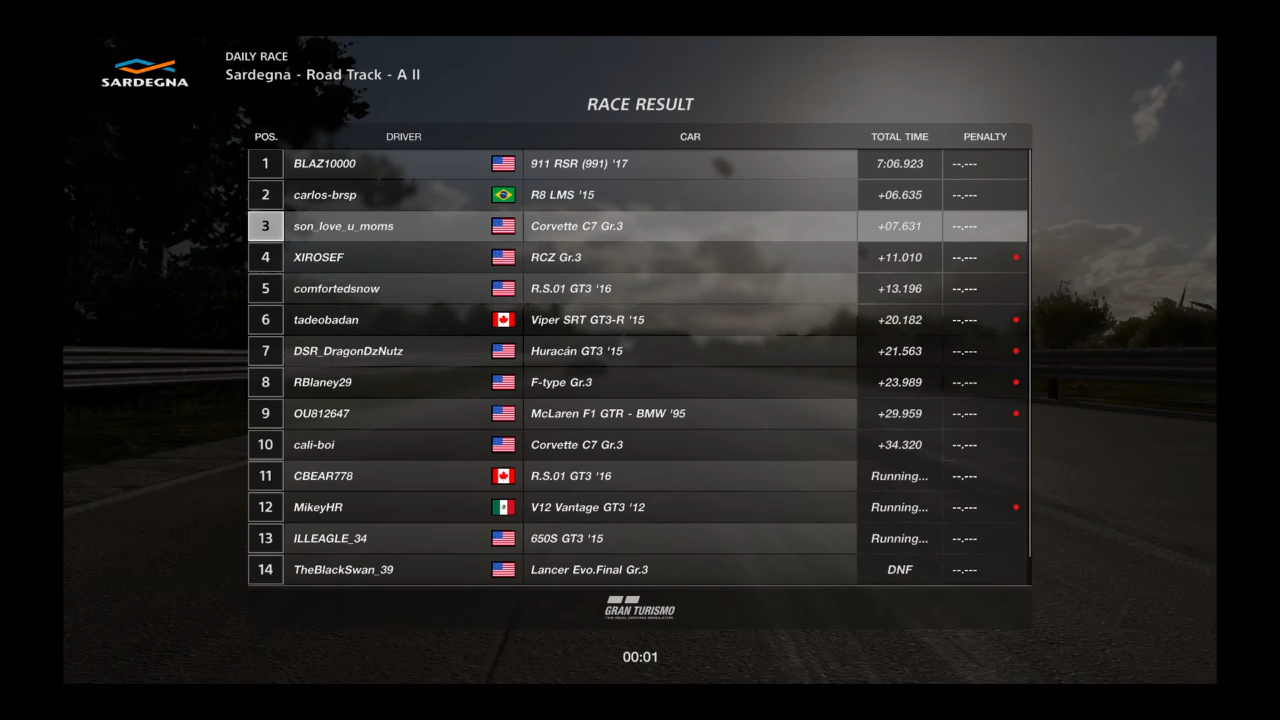 SARDEGNA
DAILY RACE
Sardegna - Road Track - A II
RACE RESULT
POS. DRIVER CAR TOTAL TIME PENALTY
1 BLAZ10000 911 RSR (991) '17 7:06.923 --.---
2 carlos-brsp R8 LMS '15 +06.635 --.---
3 son_love_u_moms Corvette C7 Gr.3 +07.631 --.---
4 XIROSEF RCZ Gr.3 +11.010 --.---
5 comfortedsnow R.S.01 GT3 '16 +13.196 --.---
6 tadeobadan Viper SRT GT3-R '15 +20.182 --.---
7 DSR_DragonDzNutz Huracán GT3 '15 +21.563 --.---
8 RBlaney29 F-type Gr.3 +23.989 --.---
9 OU812647 McLaren F1 GTR - BMW '95 +29.959 --.---
10 cali-boi Corvette C7 Gr.3 +34.320 --.---
11 CBEAR778 R.S.01 GT3 '16 Running... --.---
12 MikeyHR V12 Vantage GT3 '12 Running... --.---
13 ILLEAGLE_34 650S GT3 '15 Running... --.---
14 TheBlackSwan_39 Lancer Evo.Final Gr.3 DNF --.---
GRAN TURISMO
THE REAL DRIVING SIMULATOR
00:01